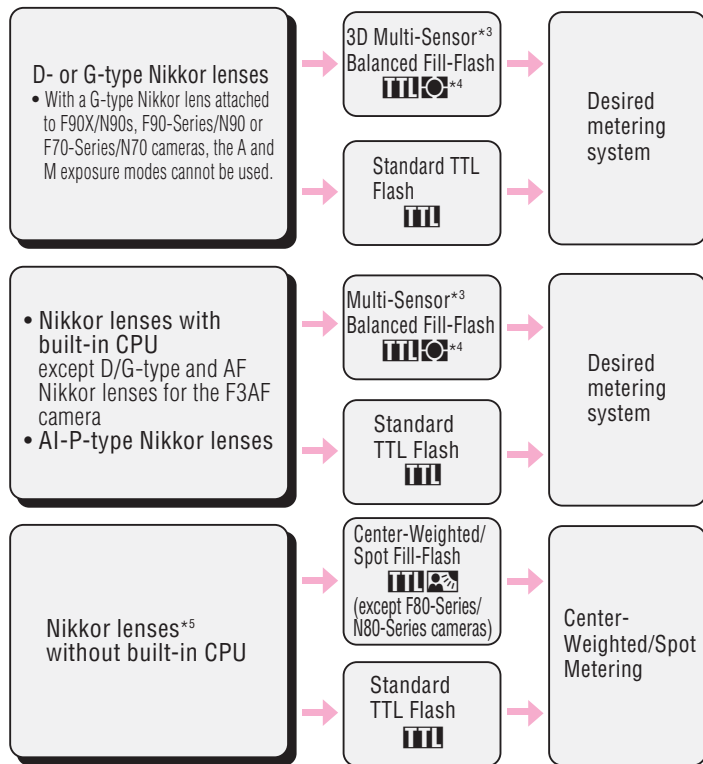 D- or G-type Nikkor lenses
• With a G-type Nikkor lens attached
to F90X/N90s, F90-Series/N90 or
F70-Series/N70 cameras, the A and
M exposure modes cannot be used.
3D Multi-Sensor*3
Balanced Fill-Flash
TTL *4
Standard TTL
Flash
TTL
Desired
metering
system
• Nikkor lenses with
built-in CPU
except D/G-type and AF
Nikkor lenses for the F3AF
camera
• AI-P-type Nikkor lenses
Multi-Sensor*3
Balanced Fill-Flash
TTL *4
Standard
TTL Flash
TTL
Desired
metering
system
Nikkor lenses*5
without built-in CPU
Center-Weighted/
Spot Fill-Flash
TTL
(except F80-Series/
N80-Series cameras)
Standard
TTL Flash
TTL
Center-
Weighted/Spot
Metering